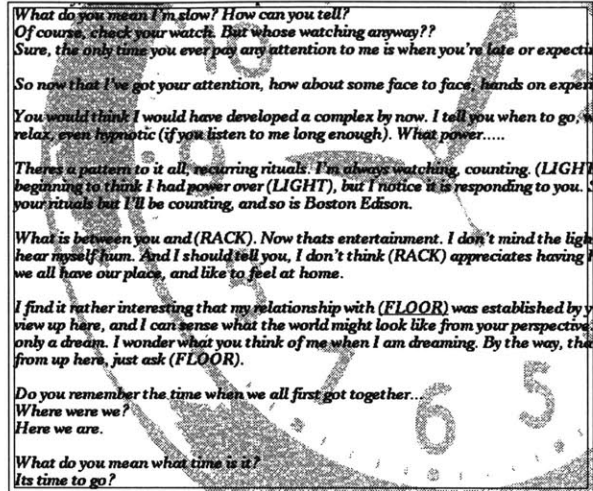 What do you mean I'm slow? How can you tell?
Of course, check your watch. But whose watching anyway??
Sure, the only time you ever pay any attention to me is when you're late or expecti
So now that I've got your attention, how about some face to face, hands on experi
You would think I would have developed a complex by now. I tell you when to go, w
relax, even hypnotic (if you listen to me long enough). What power.....
Theres a pattern to it all, recurring rituals. I'm always watching, counting. (LIGHT
beginning to think I had power over (LIGHT), but I notice it is responding to you. S
your rituals but I'll be counting, and so is Boston Edison.
What is between you and (RACK). Now thats entertainment. I don't mind the ligh
hear myself hum. And I should tell you, I don't think (RACK) appreciates having h
we all have our place, and like to feel at home.
I find it rather interesting that my relationship with (FLOOR) was established by y
view up here, and I can sense what the world might look like from your perspective
only a dream. I wonder what you think of me when I am dreaming. By the way, the
from up here, just ask (FLOOR).
Do you remember the time when we all first got together...
Where were we?
Here we are.
What do you mean what time is it?
Its time to go?
10
9
8
7
6
5